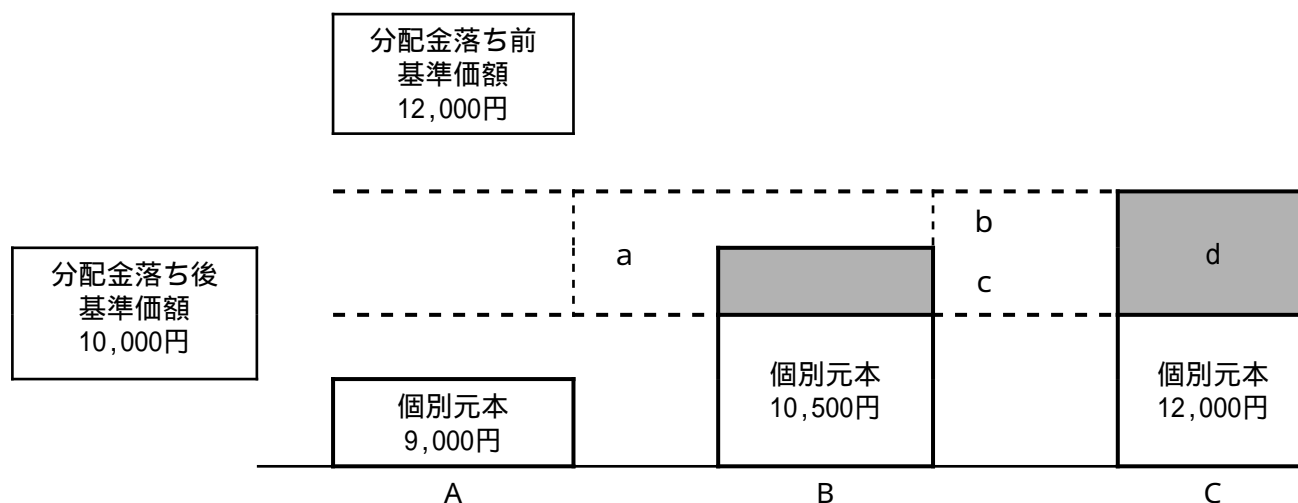 分配金落ち前
基準価額
12,000円
b
a
d
分配金落ち後
基準価額
10,000円
c
個別元本
9,000円
個別元本
10,500円
個別元本
12,000円
A
B
C